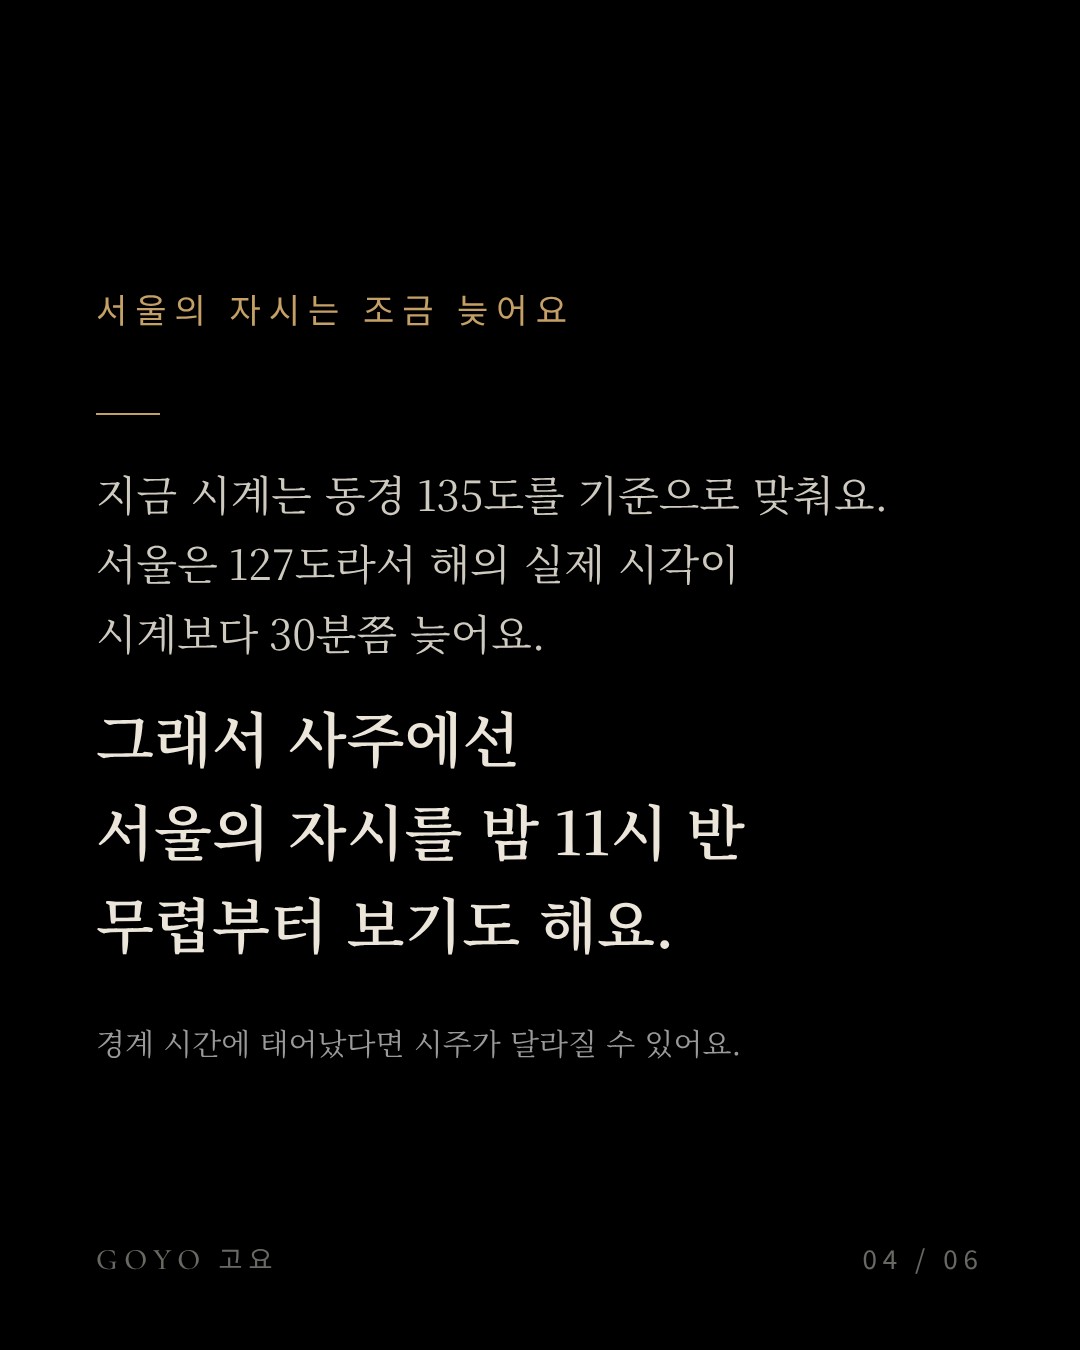 서울의 자시는 조금 늦어요
지금 시계는 동경 135도를 기준으로 맞춰요.
서울은 127도라서 해의 실제 시각이
시계보다 30분쯤 늦어요.
그래서 사주에선
서울의 자시를 밤 11시 반
무렵부터 보기도 해요.
경계 시간에 태어났다면 시주가 달라질 수 있어요.
GOYO 고요
04 / 06